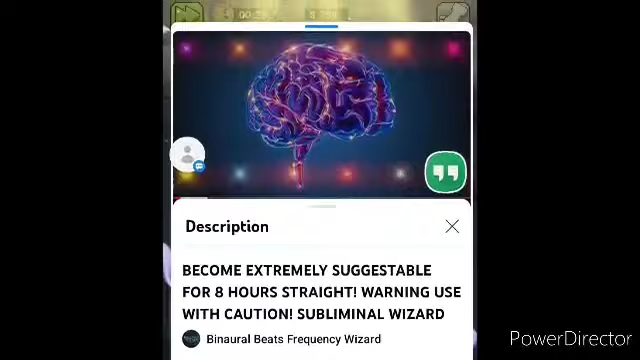 Description
BECOME EXTREMELY SUGGESTABLE
FOR 8 HOURS STRAIGHT! WARNING USE
WITH CAUTION! SUBLIMINAL WIZARD
Binaural Beats Frequency Wizard
PowerDirector